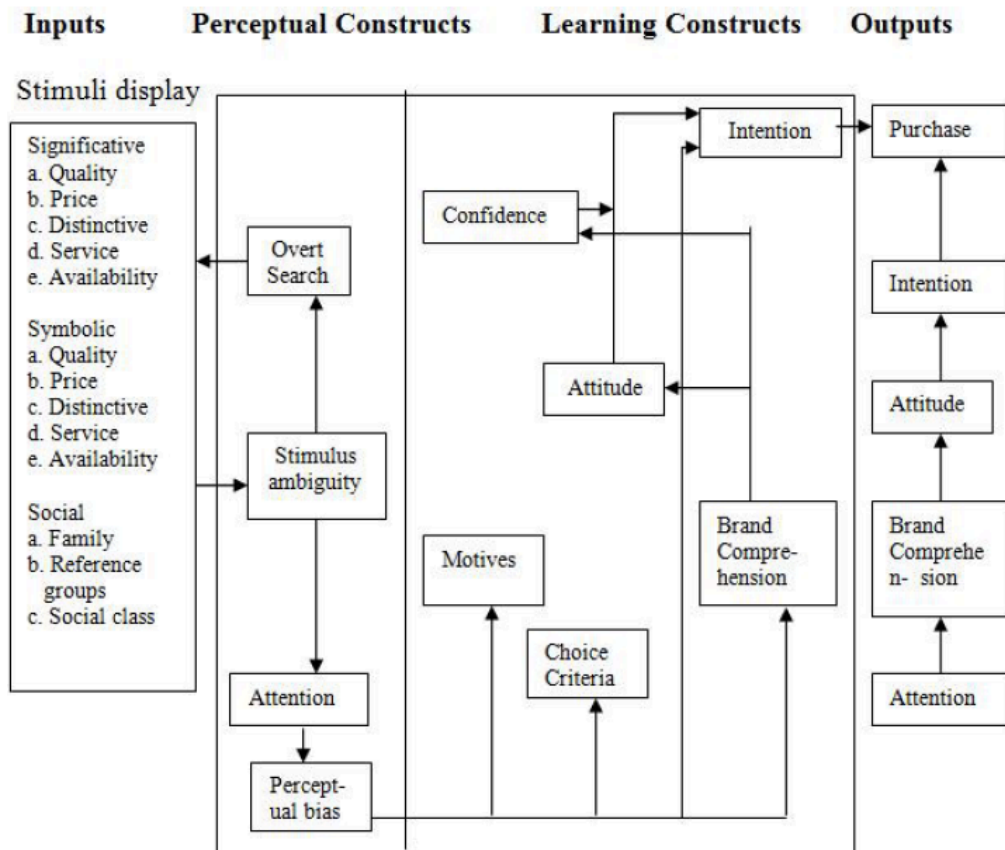 Inputs
Perceptual Constructs
Learning Constructs
Outputs
Stimuli display
Significative
a. Quality
b. Price
c. Distinctive
d. Service
e. Availability
Symbolic
a. Quality
b. Price
c. Distinctive
d. Service
e. Availability
Social
a. Family
b. Reference
groups
c. Social class
Overt
Search
Stimulus
ambiguity
Attention
Percept-
ual bias
Intention
Confidence
Attitude
Motives
Brand
Compre-
hension
Choice
Criteria
Purchase
Intention
Attitude
Brand
Comprehe
n- sion
Attention